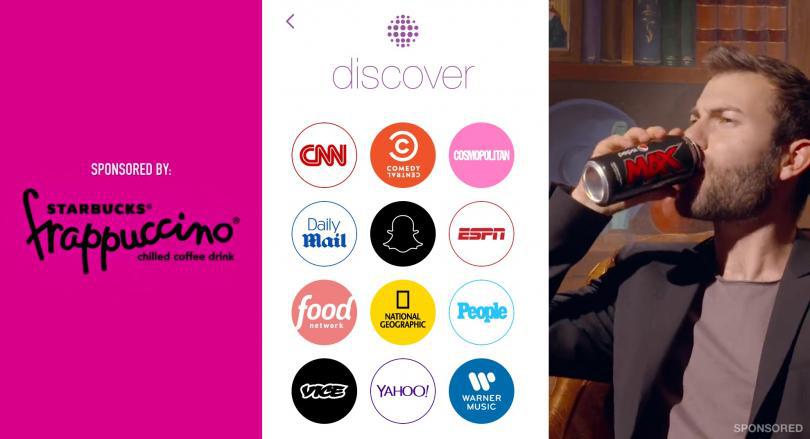 SPONSORED BY:
STARBUCKS®
frappuccino®
chilled coffee drink
discover
CNN
COMEDY
CENTRAL
COSMOPOLITAN
Daily
Mail
ESPN
food
network
NATIONAL
GEOGRAPHIC
People
VICE
YAHOO!
WARNER
MUSIC
MAX
SPONSORED